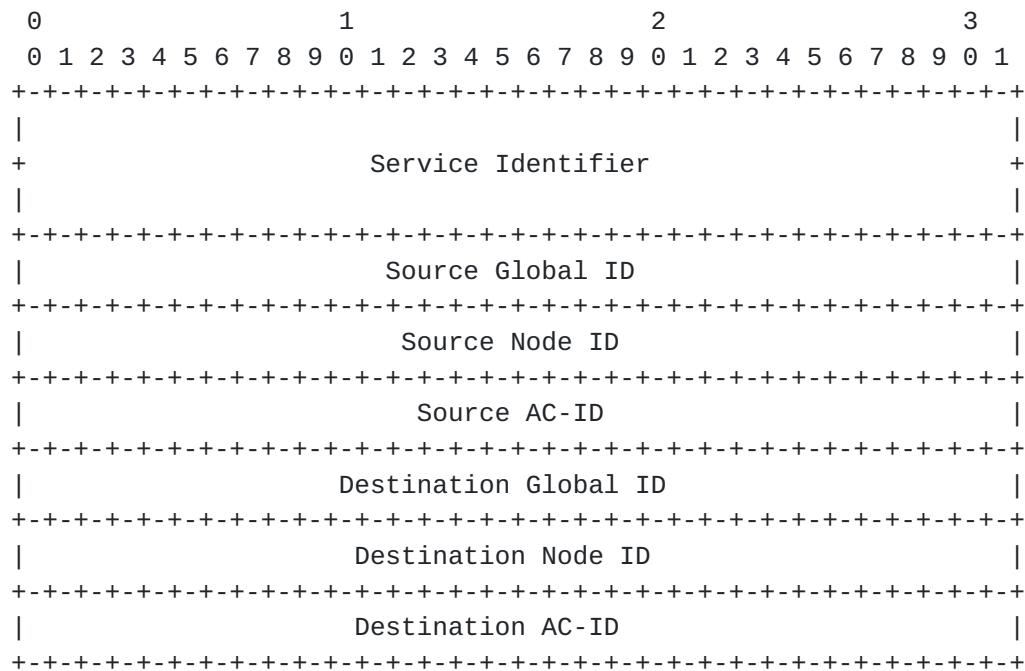 0                   1                   2                   3
 0 1 2 3 4 5 6 7 8 9 0 1 2 3 4 5 6 7 8 9 0 1 2 3 4 5 6 7 8 9 0 1
+-+-+-+-+-+-+-+-+-+-+-+-+-+-+-+-+-+-+-+-+-+-+-+-+-+-+-+-+-+-+-+-+
|                                                               |
+                      Service Identifier                       +
|                                                               |
+-+-+-+-+-+-+-+-+-+-+-+-+-+-+-+-+-+-+-+-+-+-+-+-+-+-+-+-+-+-+-+-+
|                       Source Global ID                        |
+-+-+-+-+-+-+-+-+-+-+-+-+-+-+-+-+-+-+-+-+-+-+-+-+-+-+-+-+-+-+-+-+
|                        Source Node ID                         |
+-+-+-+-+-+-+-+-+-+-+-+-+-+-+-+-+-+-+-+-+-+-+-+-+-+-+-+-+-+-+-+-+
|                         Source AC-ID                          |
+-+-+-+-+-+-+-+-+-+-+-+-+-+-+-+-+-+-+-+-+-+-+-+-+-+-+-+-+-+-+-+-+
|                    Destination Global ID                      |
+-+-+-+-+-+-+-+-+-+-+-+-+-+-+-+-+-+-+-+-+-+-+-+-+-+-+-+-+-+-+-+-+
|                     Destination Node ID                       |
+-+-+-+-+-+-+-+-+-+-+-+-+-+-+-+-+-+-+-+-+-+-+-+-+-+-+-+-+-+-+-+-+
|                     Destination AC-ID                         |
+-+-+-+-+-+-+-+-+-+-+-+-+-+-+-+-+-+-+-+-+-+-+-+-+-+-+-+-+-+-+-+-+